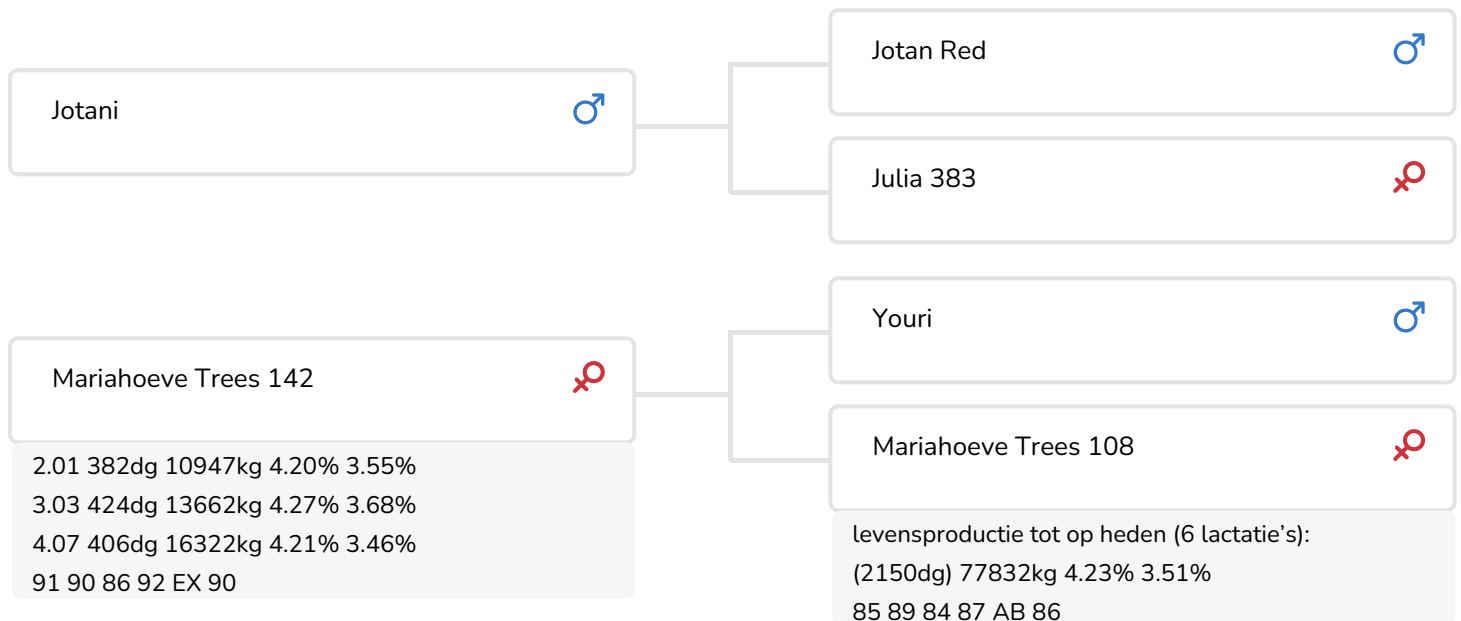 Jotani
Jotan Red
Julia 383
Mariahoeve Trees 142
2.01 382dg 10947kg 4.20% 3.55%
3.03 424dg 13662kg 4.27% 3.68%
4.07 406dg 16322kg 4.21% 3.46%
91 90 86 92 EX 90
Youri
Mariahoeve Trees 108
levensproductie tot op heden (6 lactatie’s):
(2150dg) 77832kg 4.23% 3.51%
85 89 84 87 AB 86